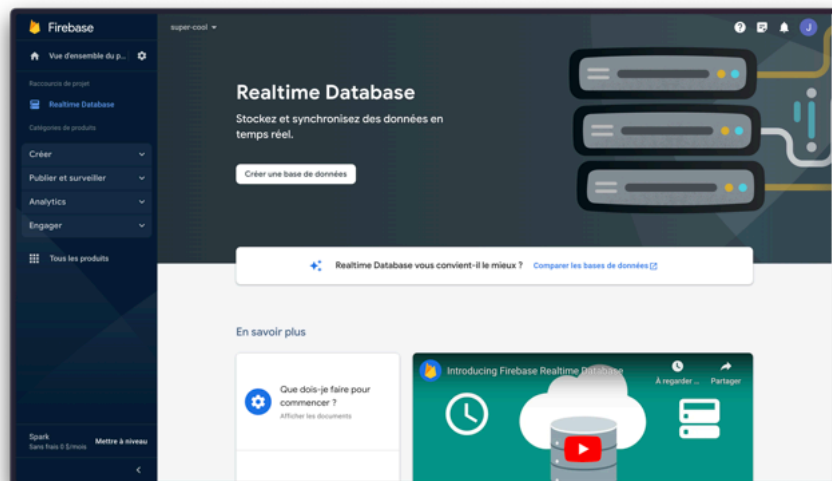 Firebase
super-cool
J
Vue d'ensemble du p...
Raccourcis de projet
Realtime Database
Catégories de produits
Créer
Publier et surveiller
Analytics
Engager
Tous les produits
Spark
Sans frais 0 $/mois
Mettre à niveau
Realtime Database
Stockez et synchronisez des données en
temps réel.
Créer une base de données
Realtime Database vous convient-il le mieux ? Comparer les bases de données
En savoir plus
Que dois-je faire pour
commencer ?
Afficher les documents
Introducing Firebase Realtime Database
À regarder ...
Partager